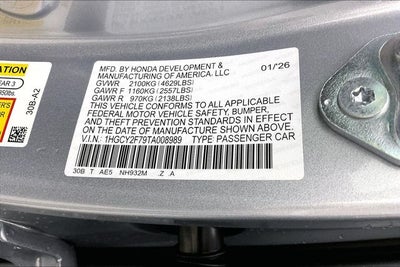 MFD. BY HONDA DEVELOPMENT &
MANUFACTURING OF AMERICA, LLC
01/26
GVWR 2100KG (4629LBS)
GAWR F 1160KG (2557LBS)
GAWR R 970KG (2138LBS)
THIS VEHICLE CONFORMS TO ALL APPLICABLE
FEDERAL MOTOR VEHICLE SAFETY, BUMPER,
AND THEFT PREVENTION STANDARDS IN EFFECT
ON THE DATE OF MANUFACTURE SHOWN ABOVE.
V.I.N.: 1HGCY2F79TA008989 TYPE: PASSENGER CAR
30B T AE5 NH932M .Z .A
30B-A2